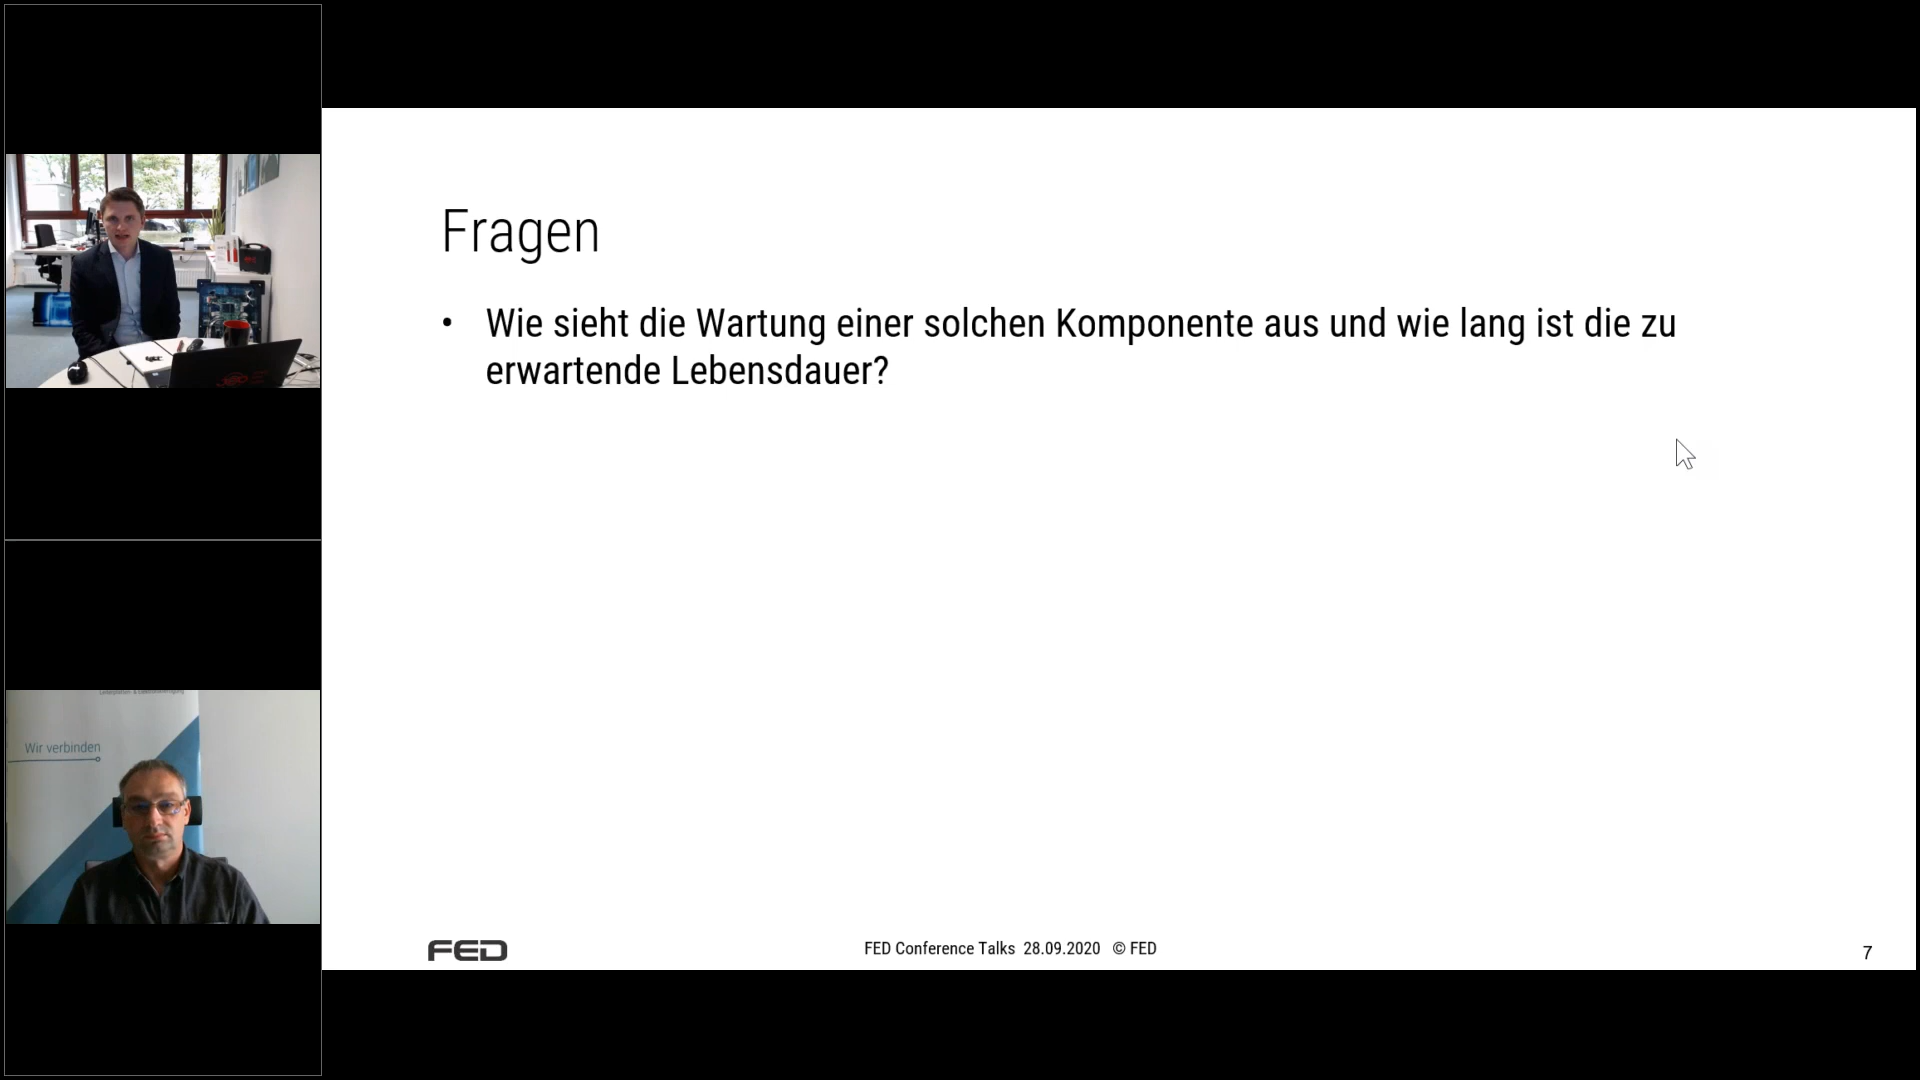 Fragen
• Wie sieht die Wartung einer solchen Komponente aus und wie lang ist die zu
erwartende Lebensdauer?
Wir verbinden
FED
FED Conference Talks 28.09.2020 © FED
7